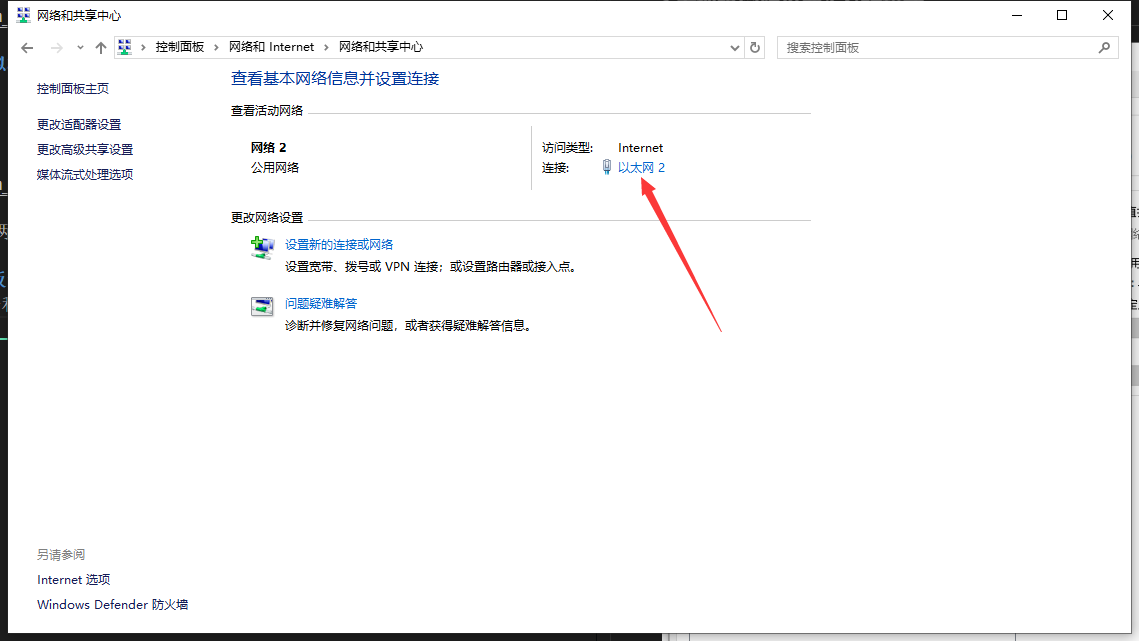 网络和共享中心
控制面板 网络和 Internet 网络和共享中心
搜索控制面板
控制面板主页
更改适配器设置
更改高级共享设置
媒体流式处理选项
查看基本网络信息并设置连接
查看活动网络
网络 2
公用网络
访问类型: Internet
连接: 以太网 2
更改网络设置
设置新的连接或网络
设置宽带、拨号或 VPN 连接；或设置路由器或接入点。
问题疑难解答
诊断并修复网络问题，或者获得疑难解答信息。
另请参阅
Internet 选项
Windows Defender 防火墙